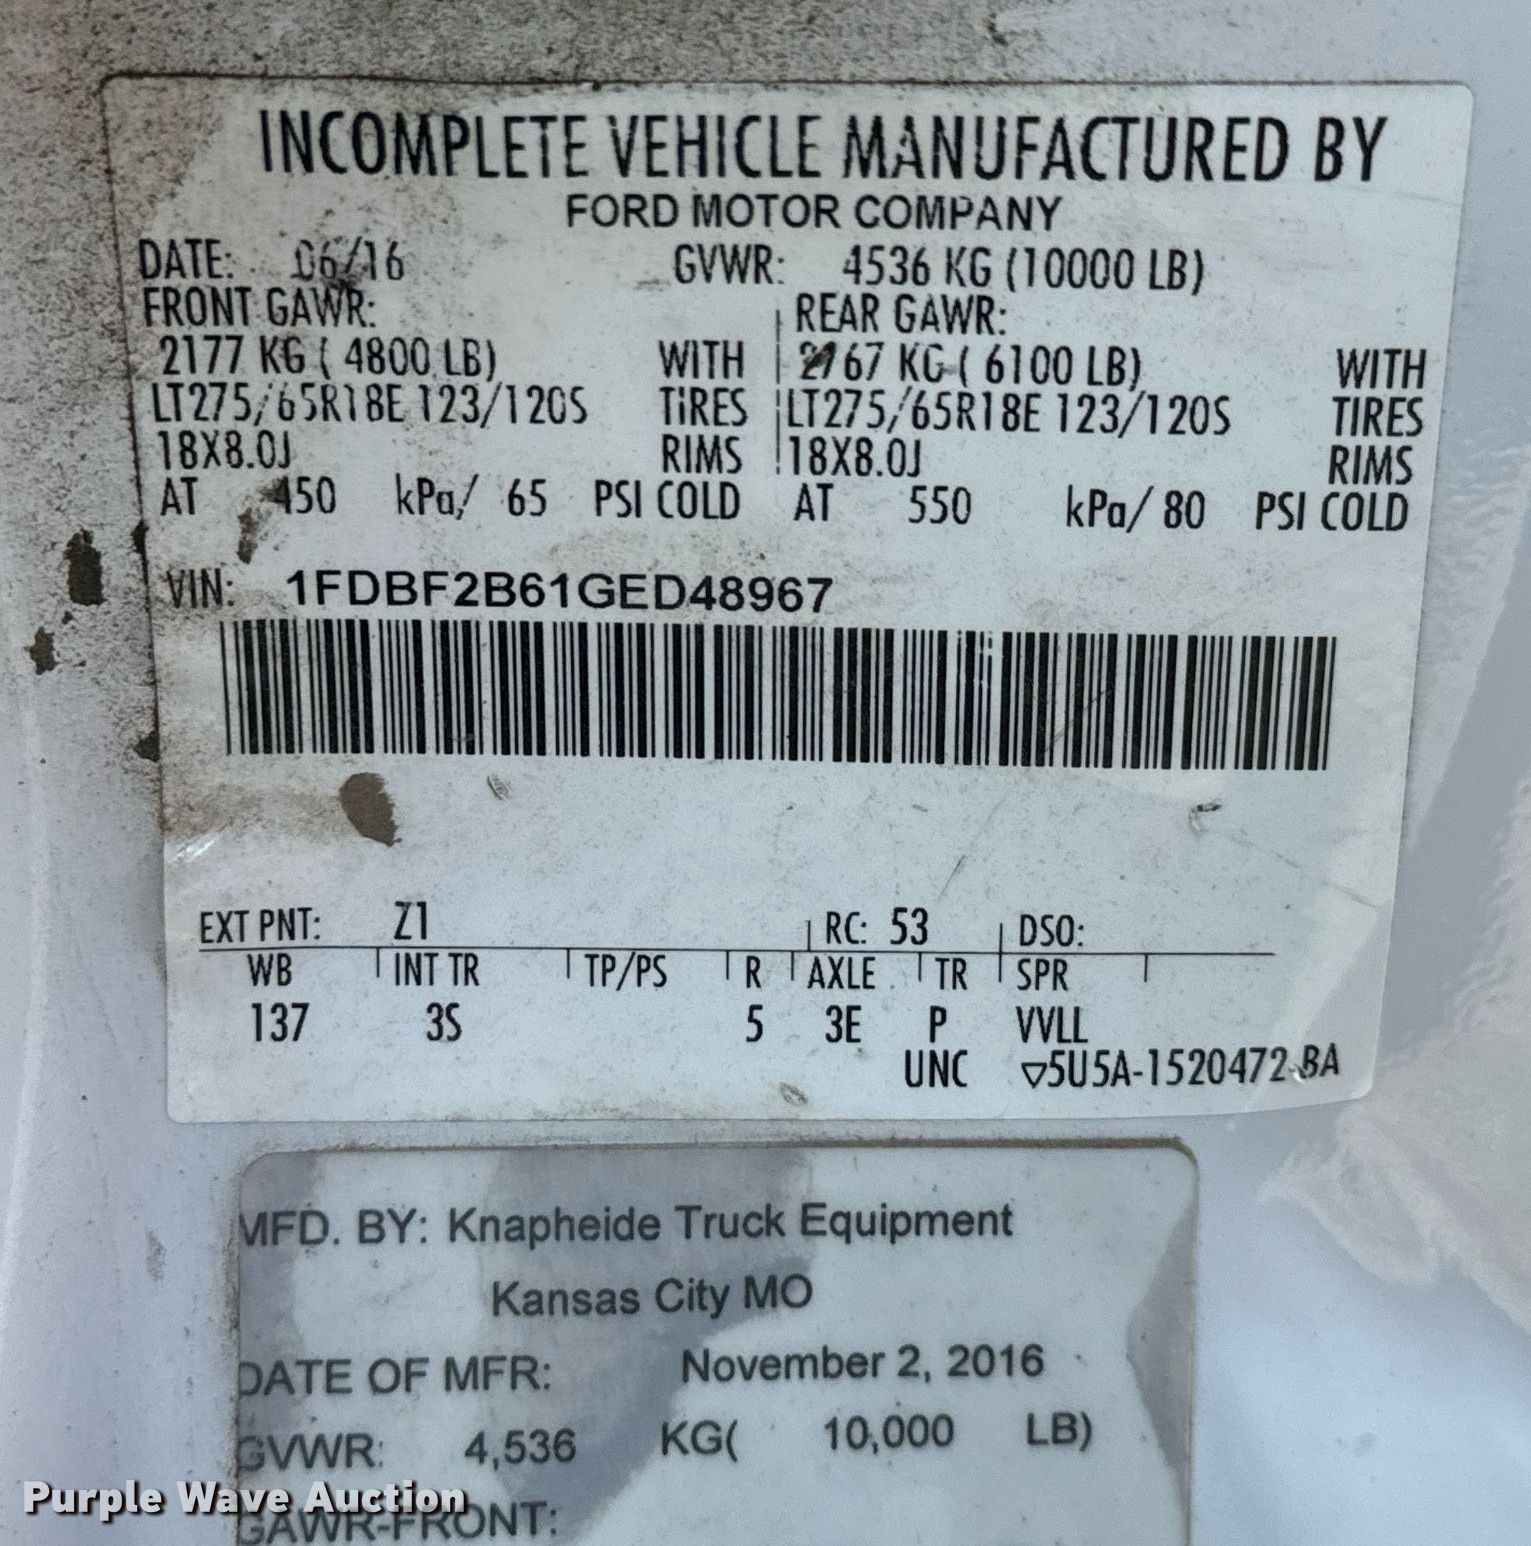 INCOMPLETE VEHICLE MANUFACTURED BY
FORD MOTOR COMPANY
DATE: 06/16 GVWR: 4536 KG (10000 LB)
FRONT GAWR: REAR GAWR:
2177 KG ( 4800 LB) WITH 2767 KG ( 6100 LB) WITH
LT275/65R18E 123/120S TIRES LT275/65R18E 123/120S TIRES
18X8.0J RIMS 18X8.0J RIMS
AT 450 kPa/ 65 PSI COLD AT 550 kPa/ 80 PSI COLD
VIN: 1FDBF2B61GED48967
EXT PNT: Z1 RC: 53 DSO:
WB INT TR TP/PS R AXLE TR SPR
137 3S 5 3E P VVLL
UNC ▽5U5A-1520472-BA
MFD. BY: Knapheide Truck Equipment
Kansas City MO
DATE OF MFR: November 2, 2016
GVWR: 4,536 KG( 10,000 LB)
GAWR-FRONT:
Purple Wave Auction